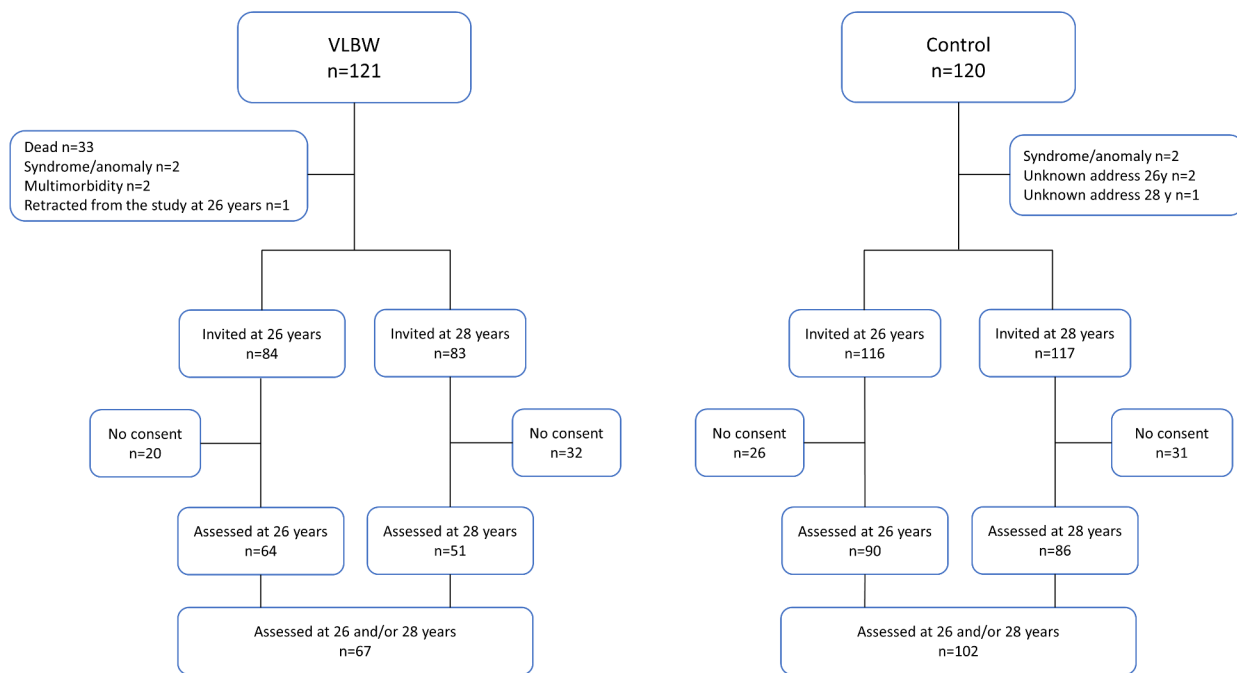 VLBW
n=121
Dead n=33
Syndrome/anomaly n=2
Multimorbidity n=2
Retracted from the study at 26 years n=1
Invited at 26 years
n=84
Invited at 28 years
n=83
No consent
n=20
No consent
n=32
Assessed at 26 years
n=64
Assessed at 28 years
n=51
Assessed at 26 and/or 28 years
n=67
Control
n=120
Syndrome/anomaly n=2
Unknown address 26y n=2
Unknown address 28 y n=1
Invited at 26 years
n=116
Invited at 28 years
n=117
No consent
n=26
No consent
n=31
Assessed at 26 years
n=90
Assessed at 28 years
n=86
Assessed at 26 and/or 28 years
n=102